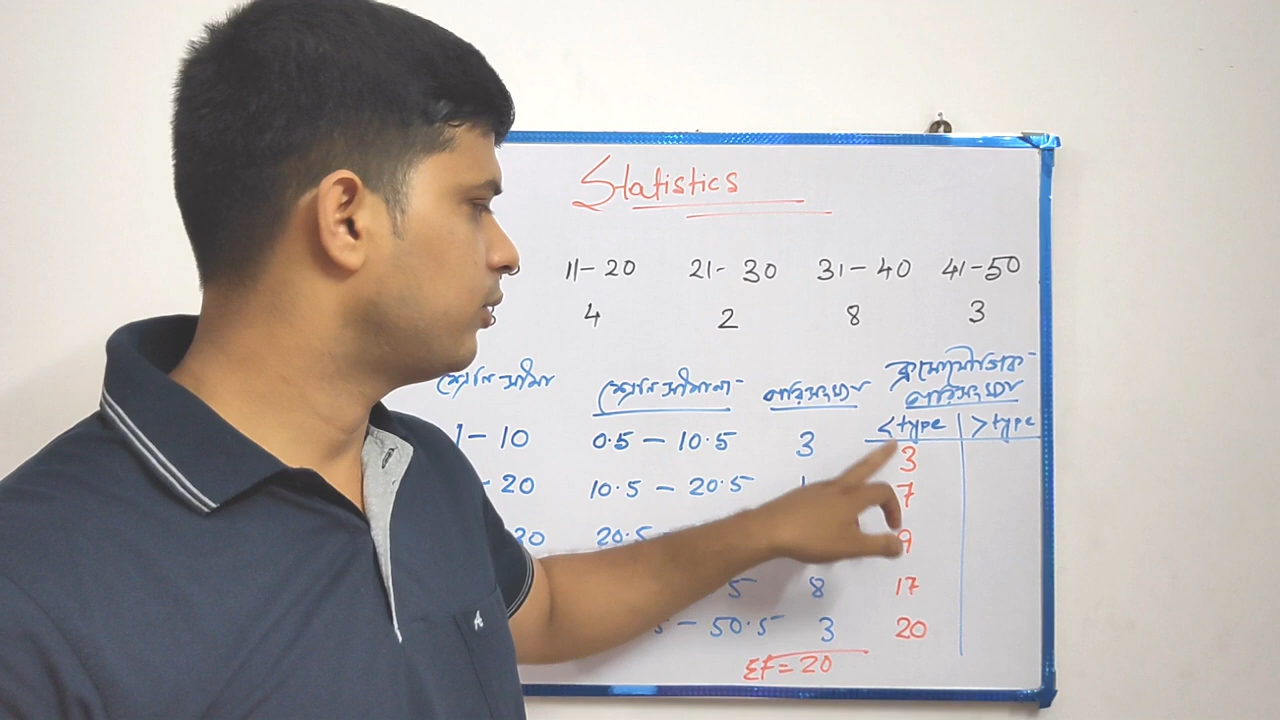 Statistics
11-20 21-30 31-40 41-50
4 2 8 3
ক্রমযৌগিক
শ্রেণি-সীমা শ্রেণি-সীমানা পরিসংখ্যা পরিসংখ্যা
<type >type
1-10 0.5-10.5 3 3
-20 10.5-20.5 7
30 20.5 9
5 8 17
5-50.5 3 20
Σf=20